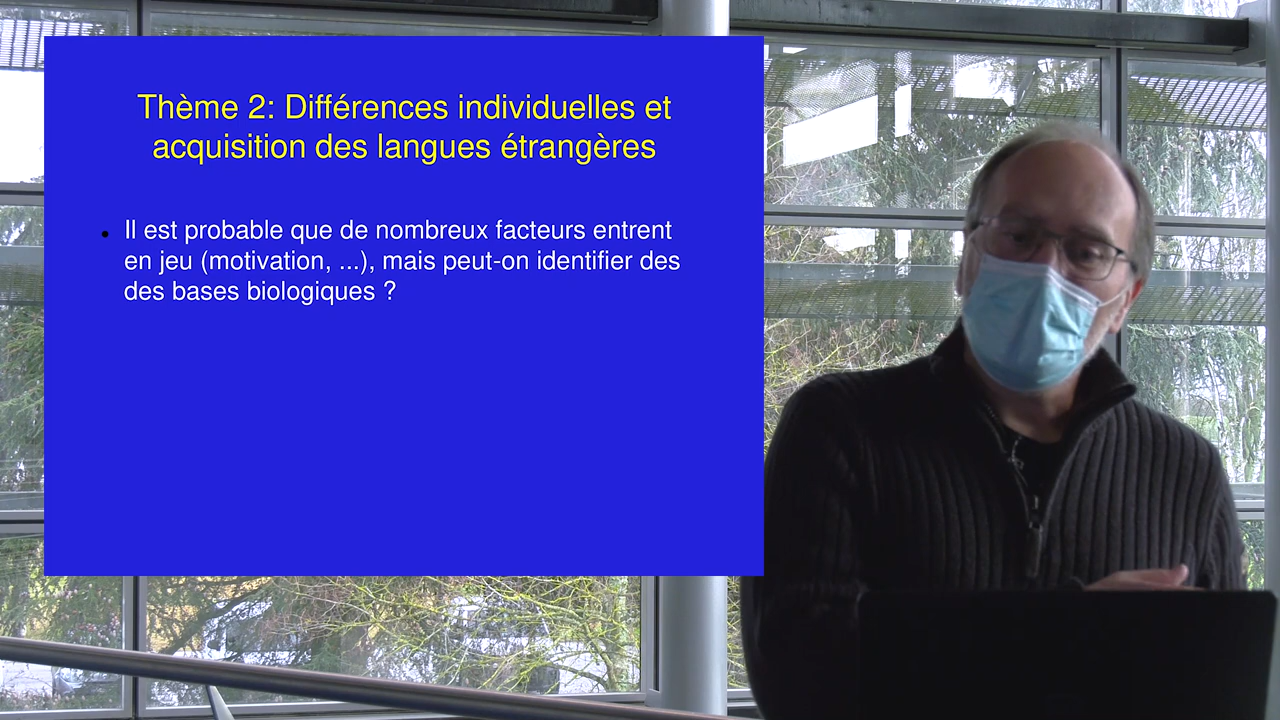 Thème 2: Différences individuelles et
acquisition des langues étrangères
• Il est probable que de nombreux facteurs entrent
en jeu (motivation, ...), mais peut-on identifier des
des bases biologiques ?